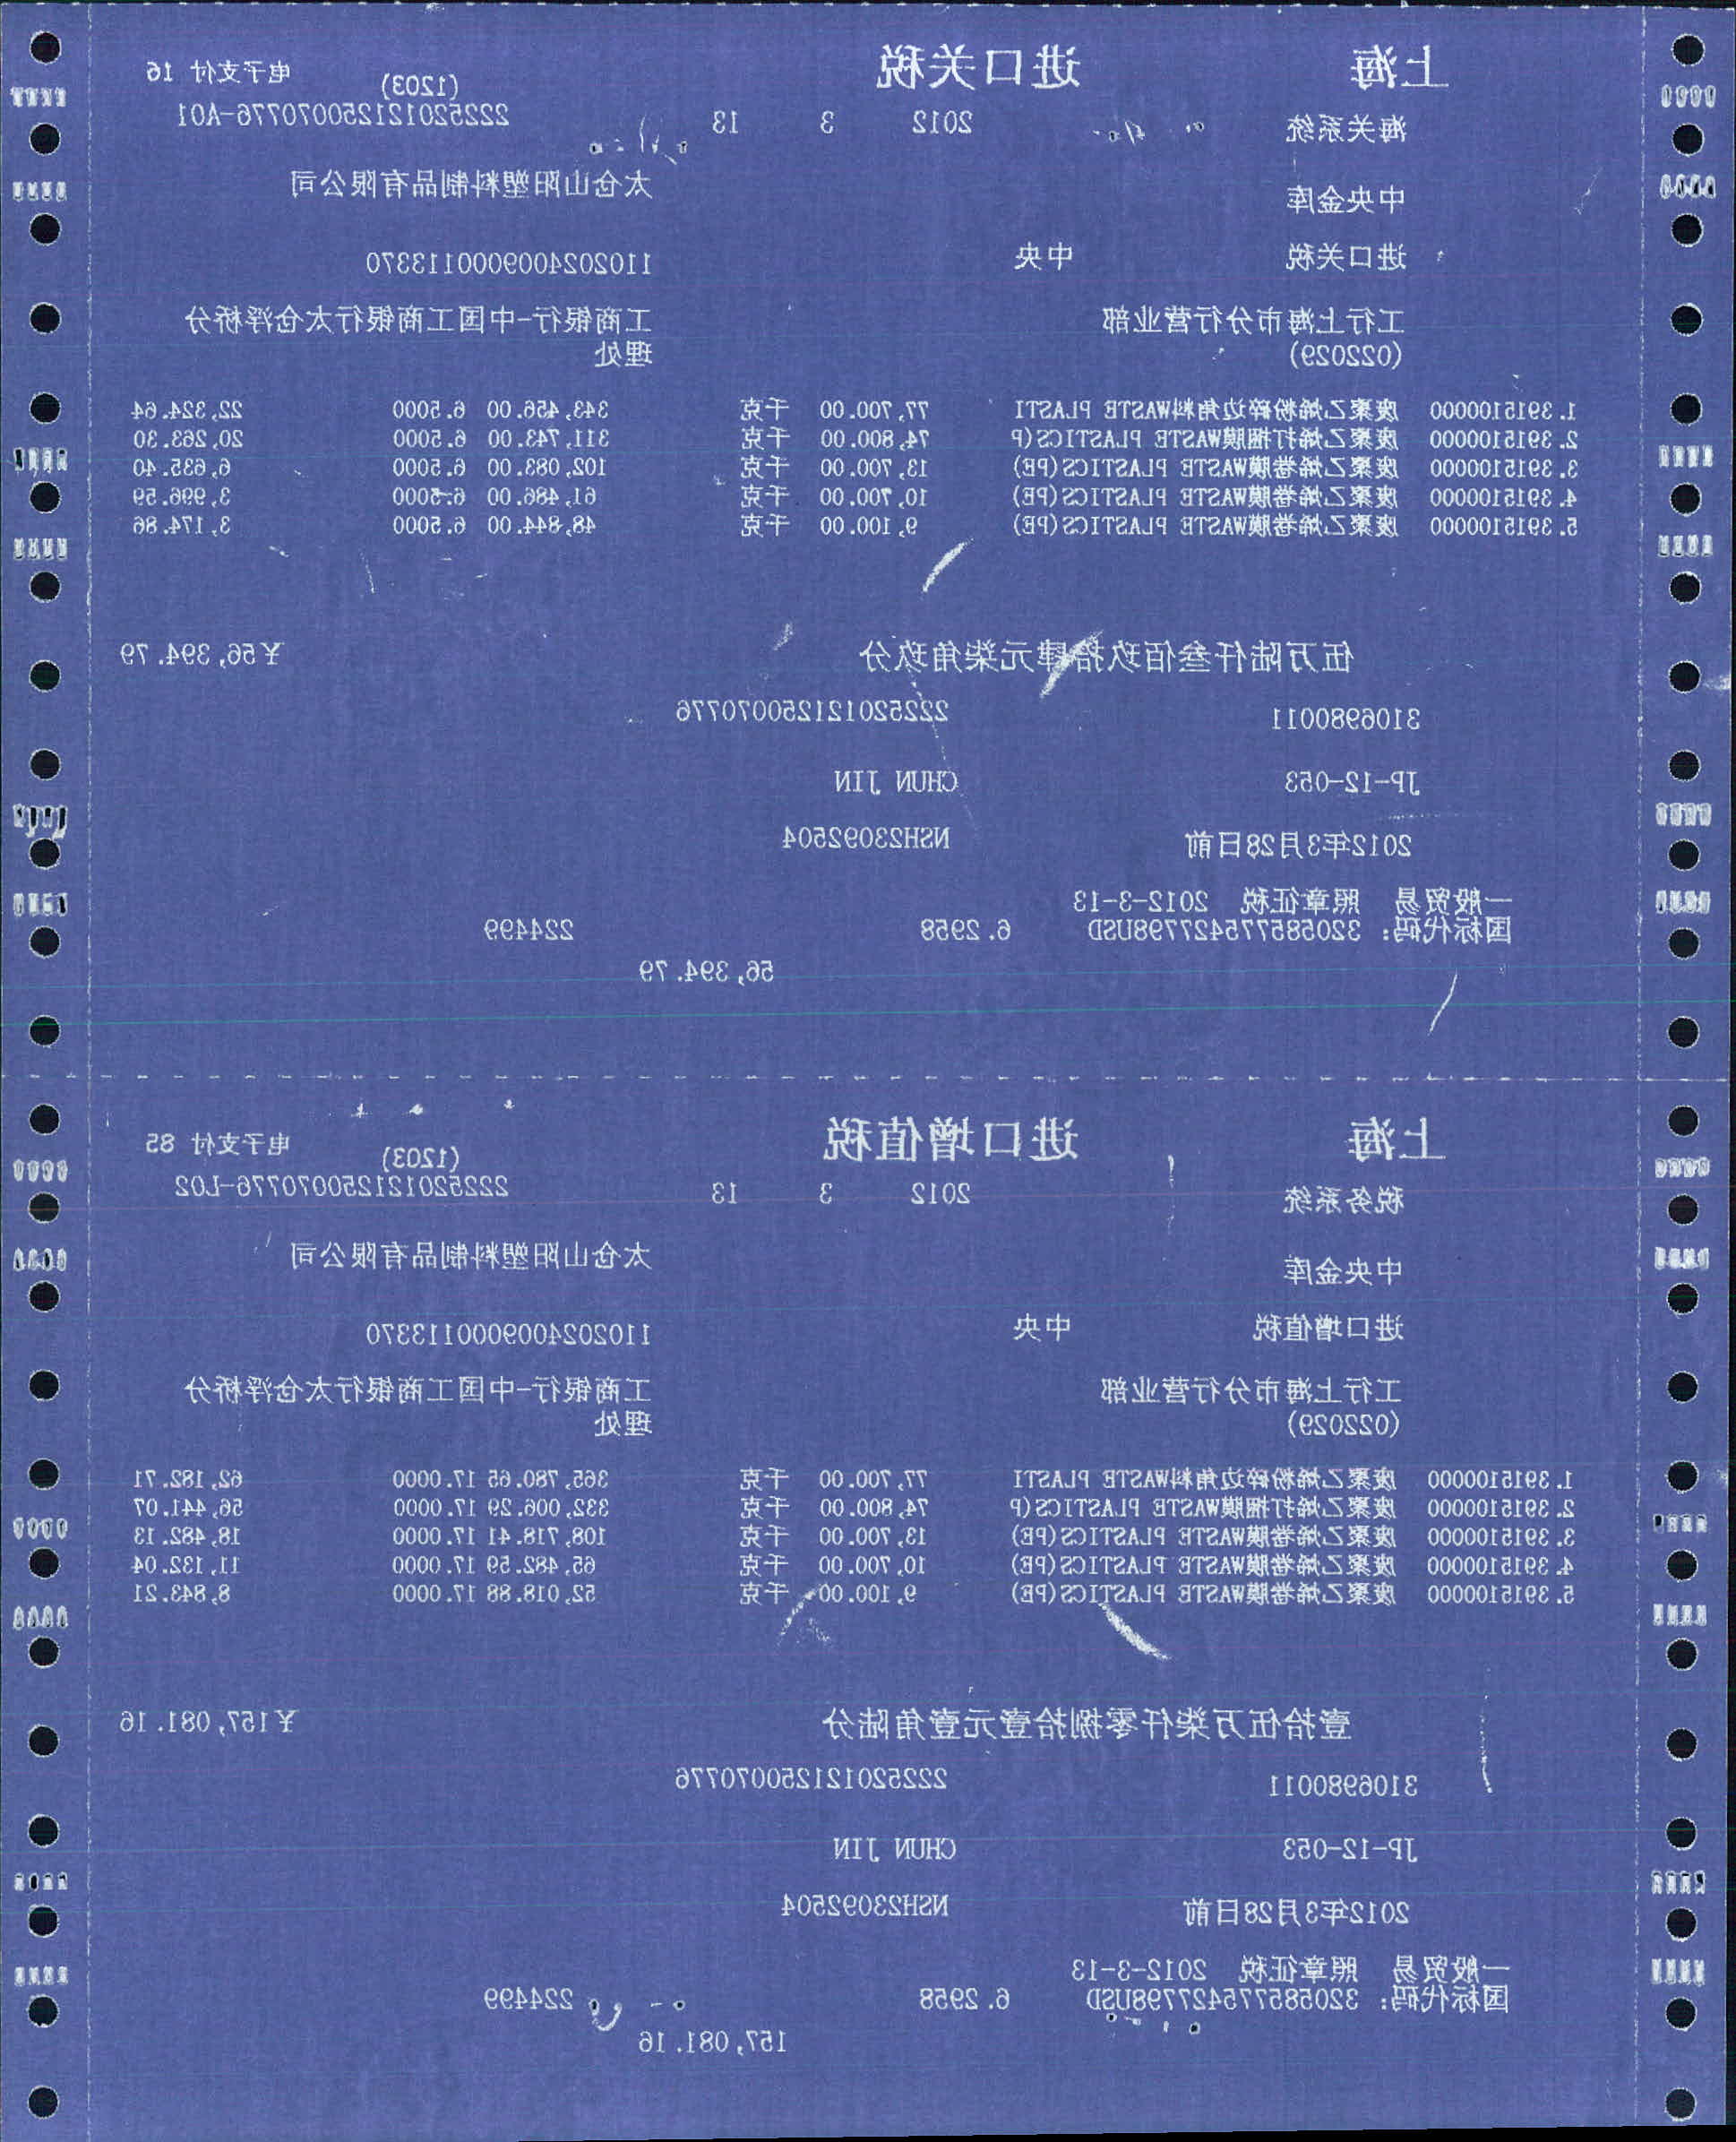 上海 进口关税 (1203) 电子支付 16
海关系统 2012 3 13 222520121250070776-A01
中央金库 太仓山阳塑料制品有限公司
进口关税 中央 1102024009000113370
工行上海市分行营业部 工商银行-中国工商银行太仓浮桥分
(022029) 理处
1. 3915100000 废聚乙烯粉碎边角料WASTE PLASTI 77,700.00 千克 343,456.00 6.5000 22,324.64
2. 3915100000 废聚乙烯打捆膜WASTE PLASTICS(P 74,800.00 千克 311,743.00 6.5000 20,263.30
3. 3915100000 废聚乙烯卷膜WASTE PLASTICS(PE) 13,700.00 千克 102,083.00 6.5000 6,635.40
4. 3915100000 废聚乙烯卷膜WASTE PLASTICS(PE) 10,700.00 千克 61,486.00 6.5000 3,996.59
5. 3915100000 废聚乙烯卷膜WASTE PLASTICS(PE) 9,100.00 千克 48,844.00 6.5000 3,174.86
伍万陆仟叁佰玖拾肆元柒角玖分 ¥56,394.79
3106980011 222520121250070776
JP-12-053 CHUN JIN
2012年3月28日前 NSH23092504
一般贸易 照章征税 2012-3-13
国标代码: 3205857754277​98USD 6.2958 224499
56,394.79
上海 进口增值税 (1203) 电子支付 85
税务系统 2012 3 13 222520121250070776-L02
中央金库 太仓山阳塑料制品有限公司
进口增值税 中央 1102024009000113370
工行上海市分行营业部 工商银行-中国工商银行太仓浮桥分
(022029) 理处
1. 3915100000 废聚乙烯粉碎边角料WASTE PLASTI 77,700.00 千克 365,780.65 17.0000 62,182.71
2. 3915100000 废聚乙烯打捆膜WASTE PLASTICS(P 74,800.00 千克 332,006.29 17.0000 56,441.07
3. 3915100000 废聚乙烯卷膜WASTE PLASTICS(PE) 13,700.00 千克 108,718.41 17.0000 18,482.13
4. 3915100000 废聚乙烯卷膜WASTE PLASTICS(PE) 10,700.00 千克 65,482.59 17.0000 11,132.04
5. 3915100000 废聚乙烯卷膜WASTE PLASTICS(PE) 9,100.00 千克 52,018.88 17.0000 8,843.21
壹拾伍万柒仟零捌拾壹元壹角陆分 ¥157,081.16
3106980011 222520121250070776
JP-12-053 CHUN JIN
2012年3月28日前 NSH23092504
一般贸易 照章征税 2012-3-13
国标代码: 320585775427798USD 6.2958 224499
157,081.16